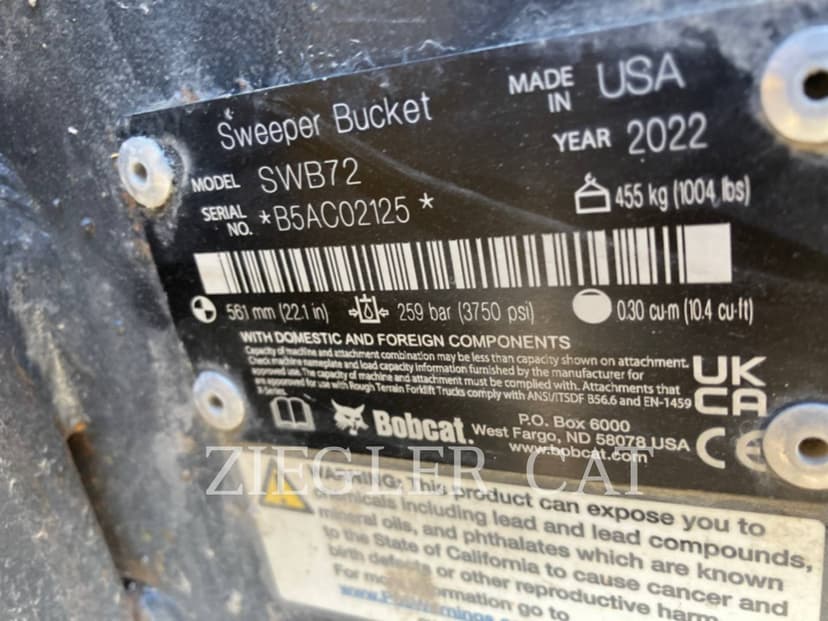 Sweeper Bucket
MADE IN USA
MODEL SWB72
YEAR 2022
SERIAL NO. *B5AC02125*
455 kg (1004 lbs)
561 mm (22.1 in) 259 bar (3750 psi) 0.30 cu-m (10.4 cu-ft)
WITH DOMESTIC AND FOREIGN COMPONENTS
Capacity of machine and attachment combination may be less than capacity shown on attachment.
Check machine nameplate and load capacity information furnished by the manufacturer for
approved use. The capacity of machine and attachment must be complied with. Attachments that
are approved for use with Rough Terrain Forklift Trucks comply with ANSI/ITSDF B56.6 and EN-1459
UK
CA
Bobcat.
P.O. Box 6000
West Fargo, ND 58078 USA
www.bobcat.com
CE
ZIEGLER CAT
WARNING: This product can expose you to
chemicals including lead and lead compounds,
mineral oils, and phthalates which are known
to the State of California to cause cancer and
birth defects or other reproductive harm.
For more information go to